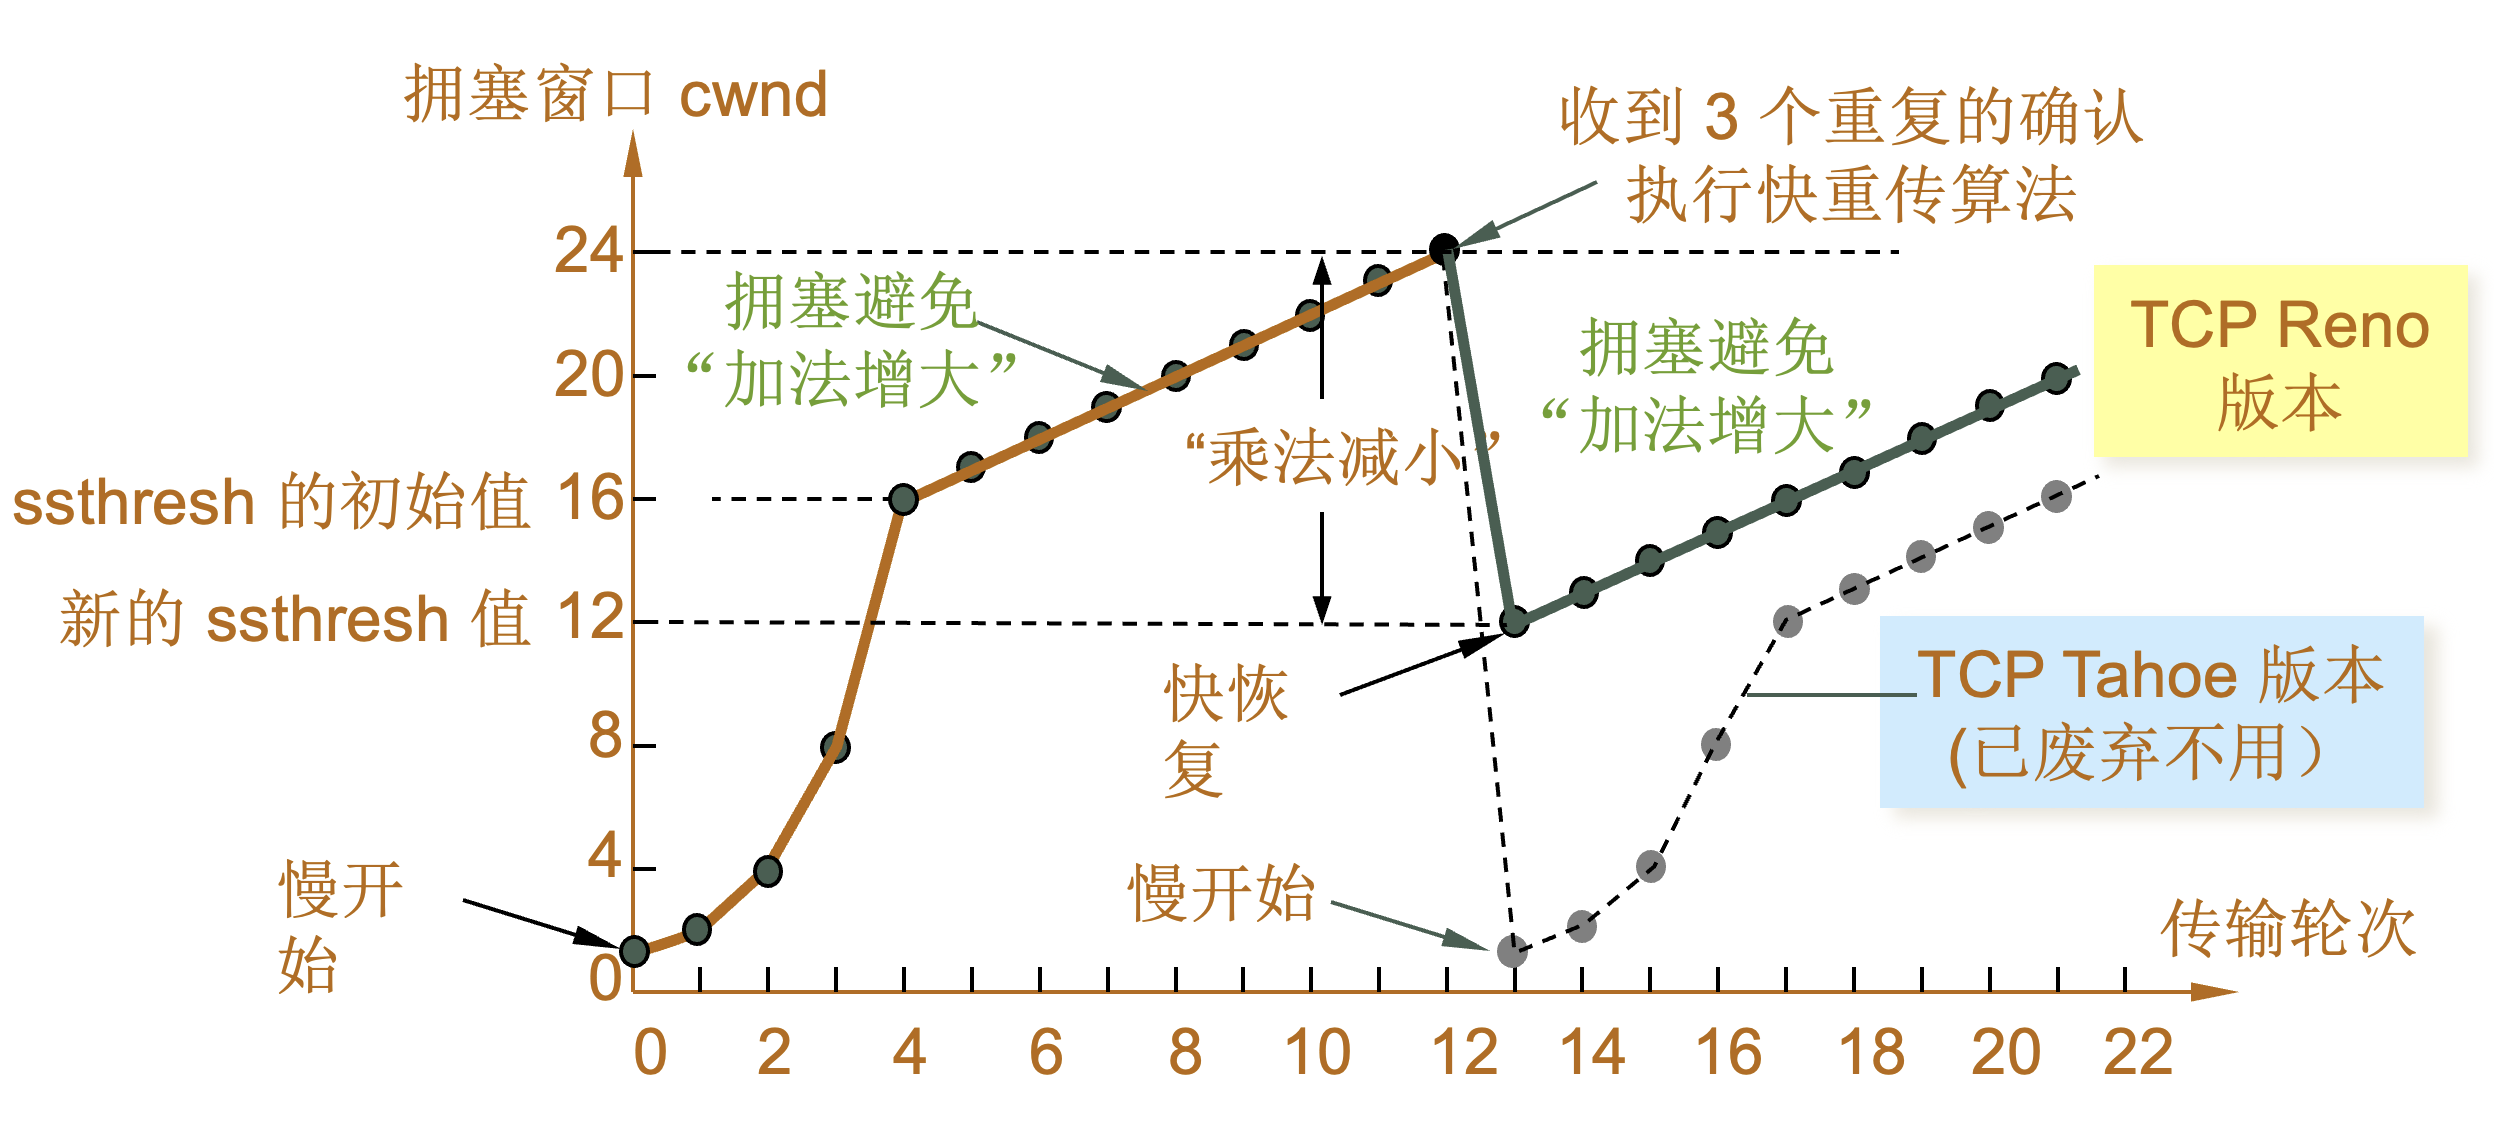 拥塞窗口 cwnd
收到 3 个重复的确认
执行快重传算法
24
拥塞避免
“加法增大”
TCP Reno
版本
拥塞避免
“加法增大”
20
“乘法减小”
ssthresh 的初始值 16
新的 ssthresh 值 12
TCP Tahoe 版本
(已废弃不用）
快恢
复
8
4
慢开
始
慢开始
传输轮次
0
0 2 4 6 8 10 12 14 16 18 20 22